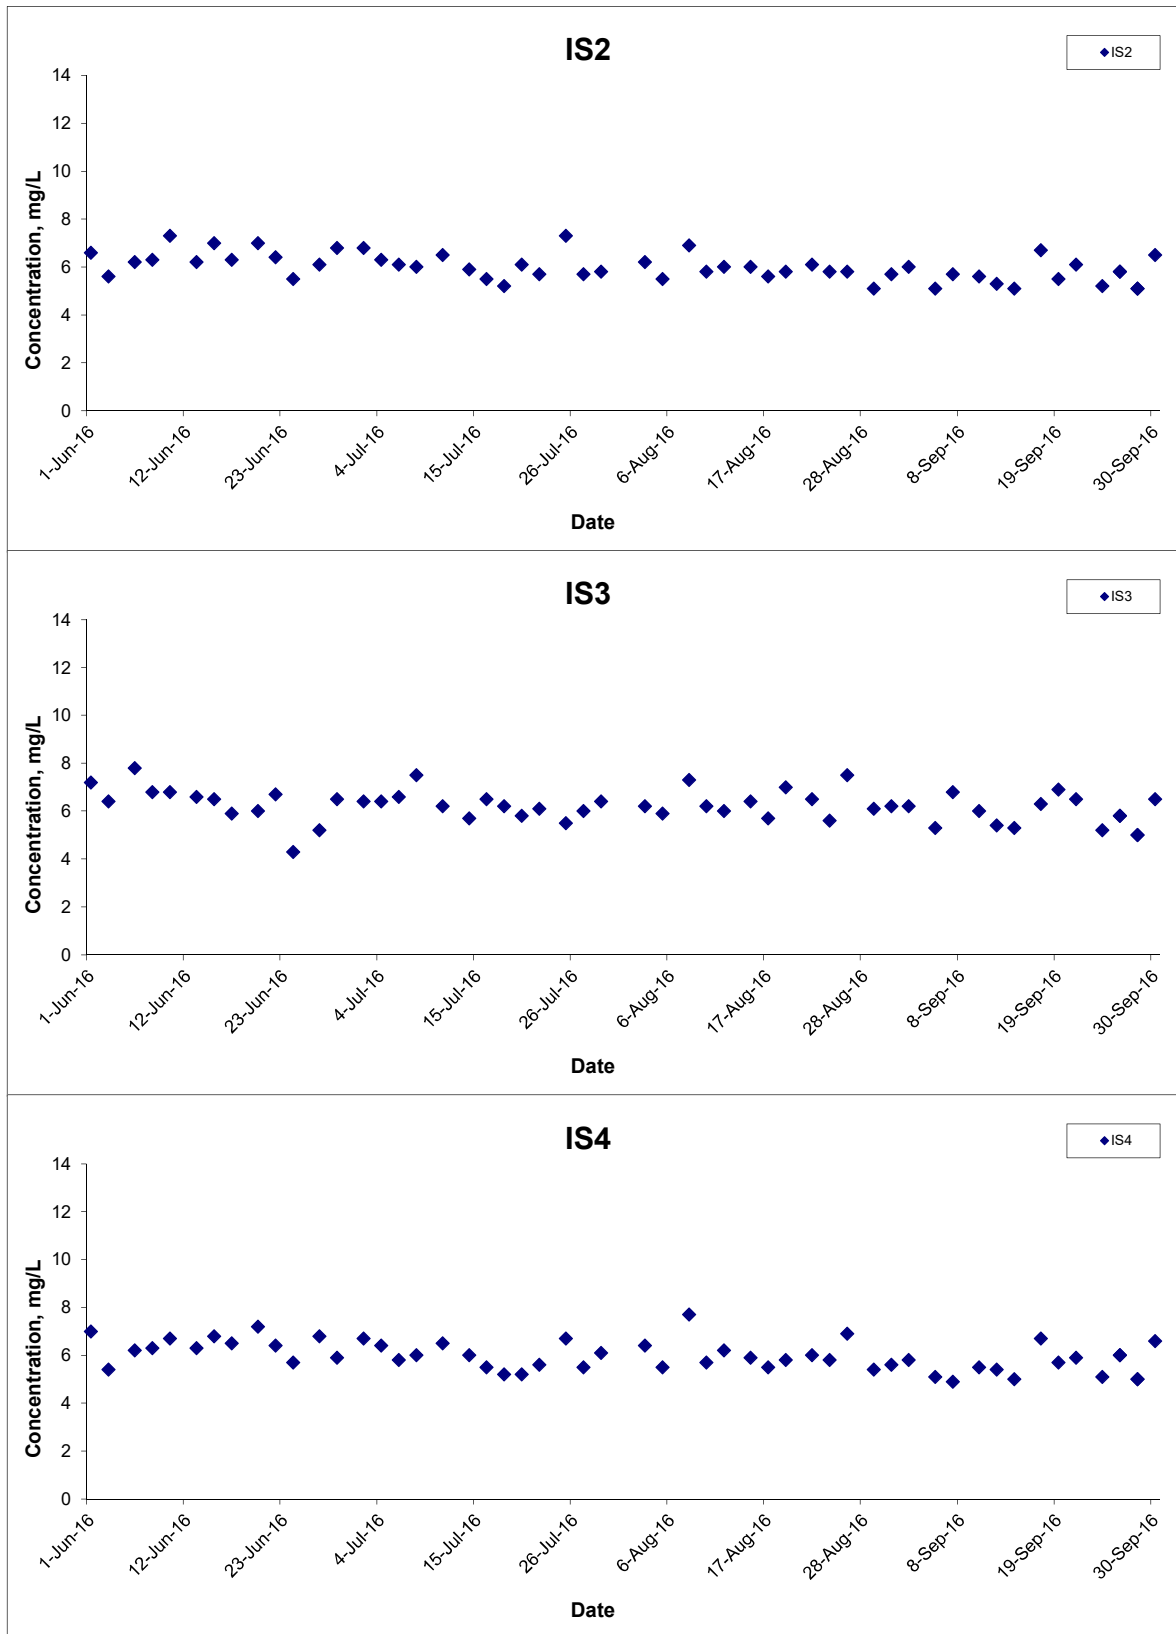 IS2
IS2
14
12
10
8
6
4
2
0
Concentration, mg/L
1-Jun-16
12-Jun-16
23-Jun-16
4-Jul-16
15-Jul-16
26-Jul-16
6-Aug-16
17-Aug-16
28-Aug-16
8-Sep-16
19-Sep-16
30-Sep-16
Date
IS3
IS3
14
12
10
8
6
4
2
0
Concentration, mg/L
1-Jun-16
12-Jun-16
23-Jun-16
4-Jul-16
15-Jul-16
26-Jul-16
6-Aug-16
17-Aug-16
28-Aug-16
8-Sep-16
19-Sep-16
30-Sep-16
Date
IS4
IS4
14
12
10
8
6
4
2
0
Concentration, mg/L
1-Jun-16
12-Jun-16
23-Jun-16
4-Jul-16
15-Jul-16
26-Jul-16
6-Aug-16
17-Aug-16
28-Aug-16
8-Sep-16
19-Sep-16
30-Sep-16
Date